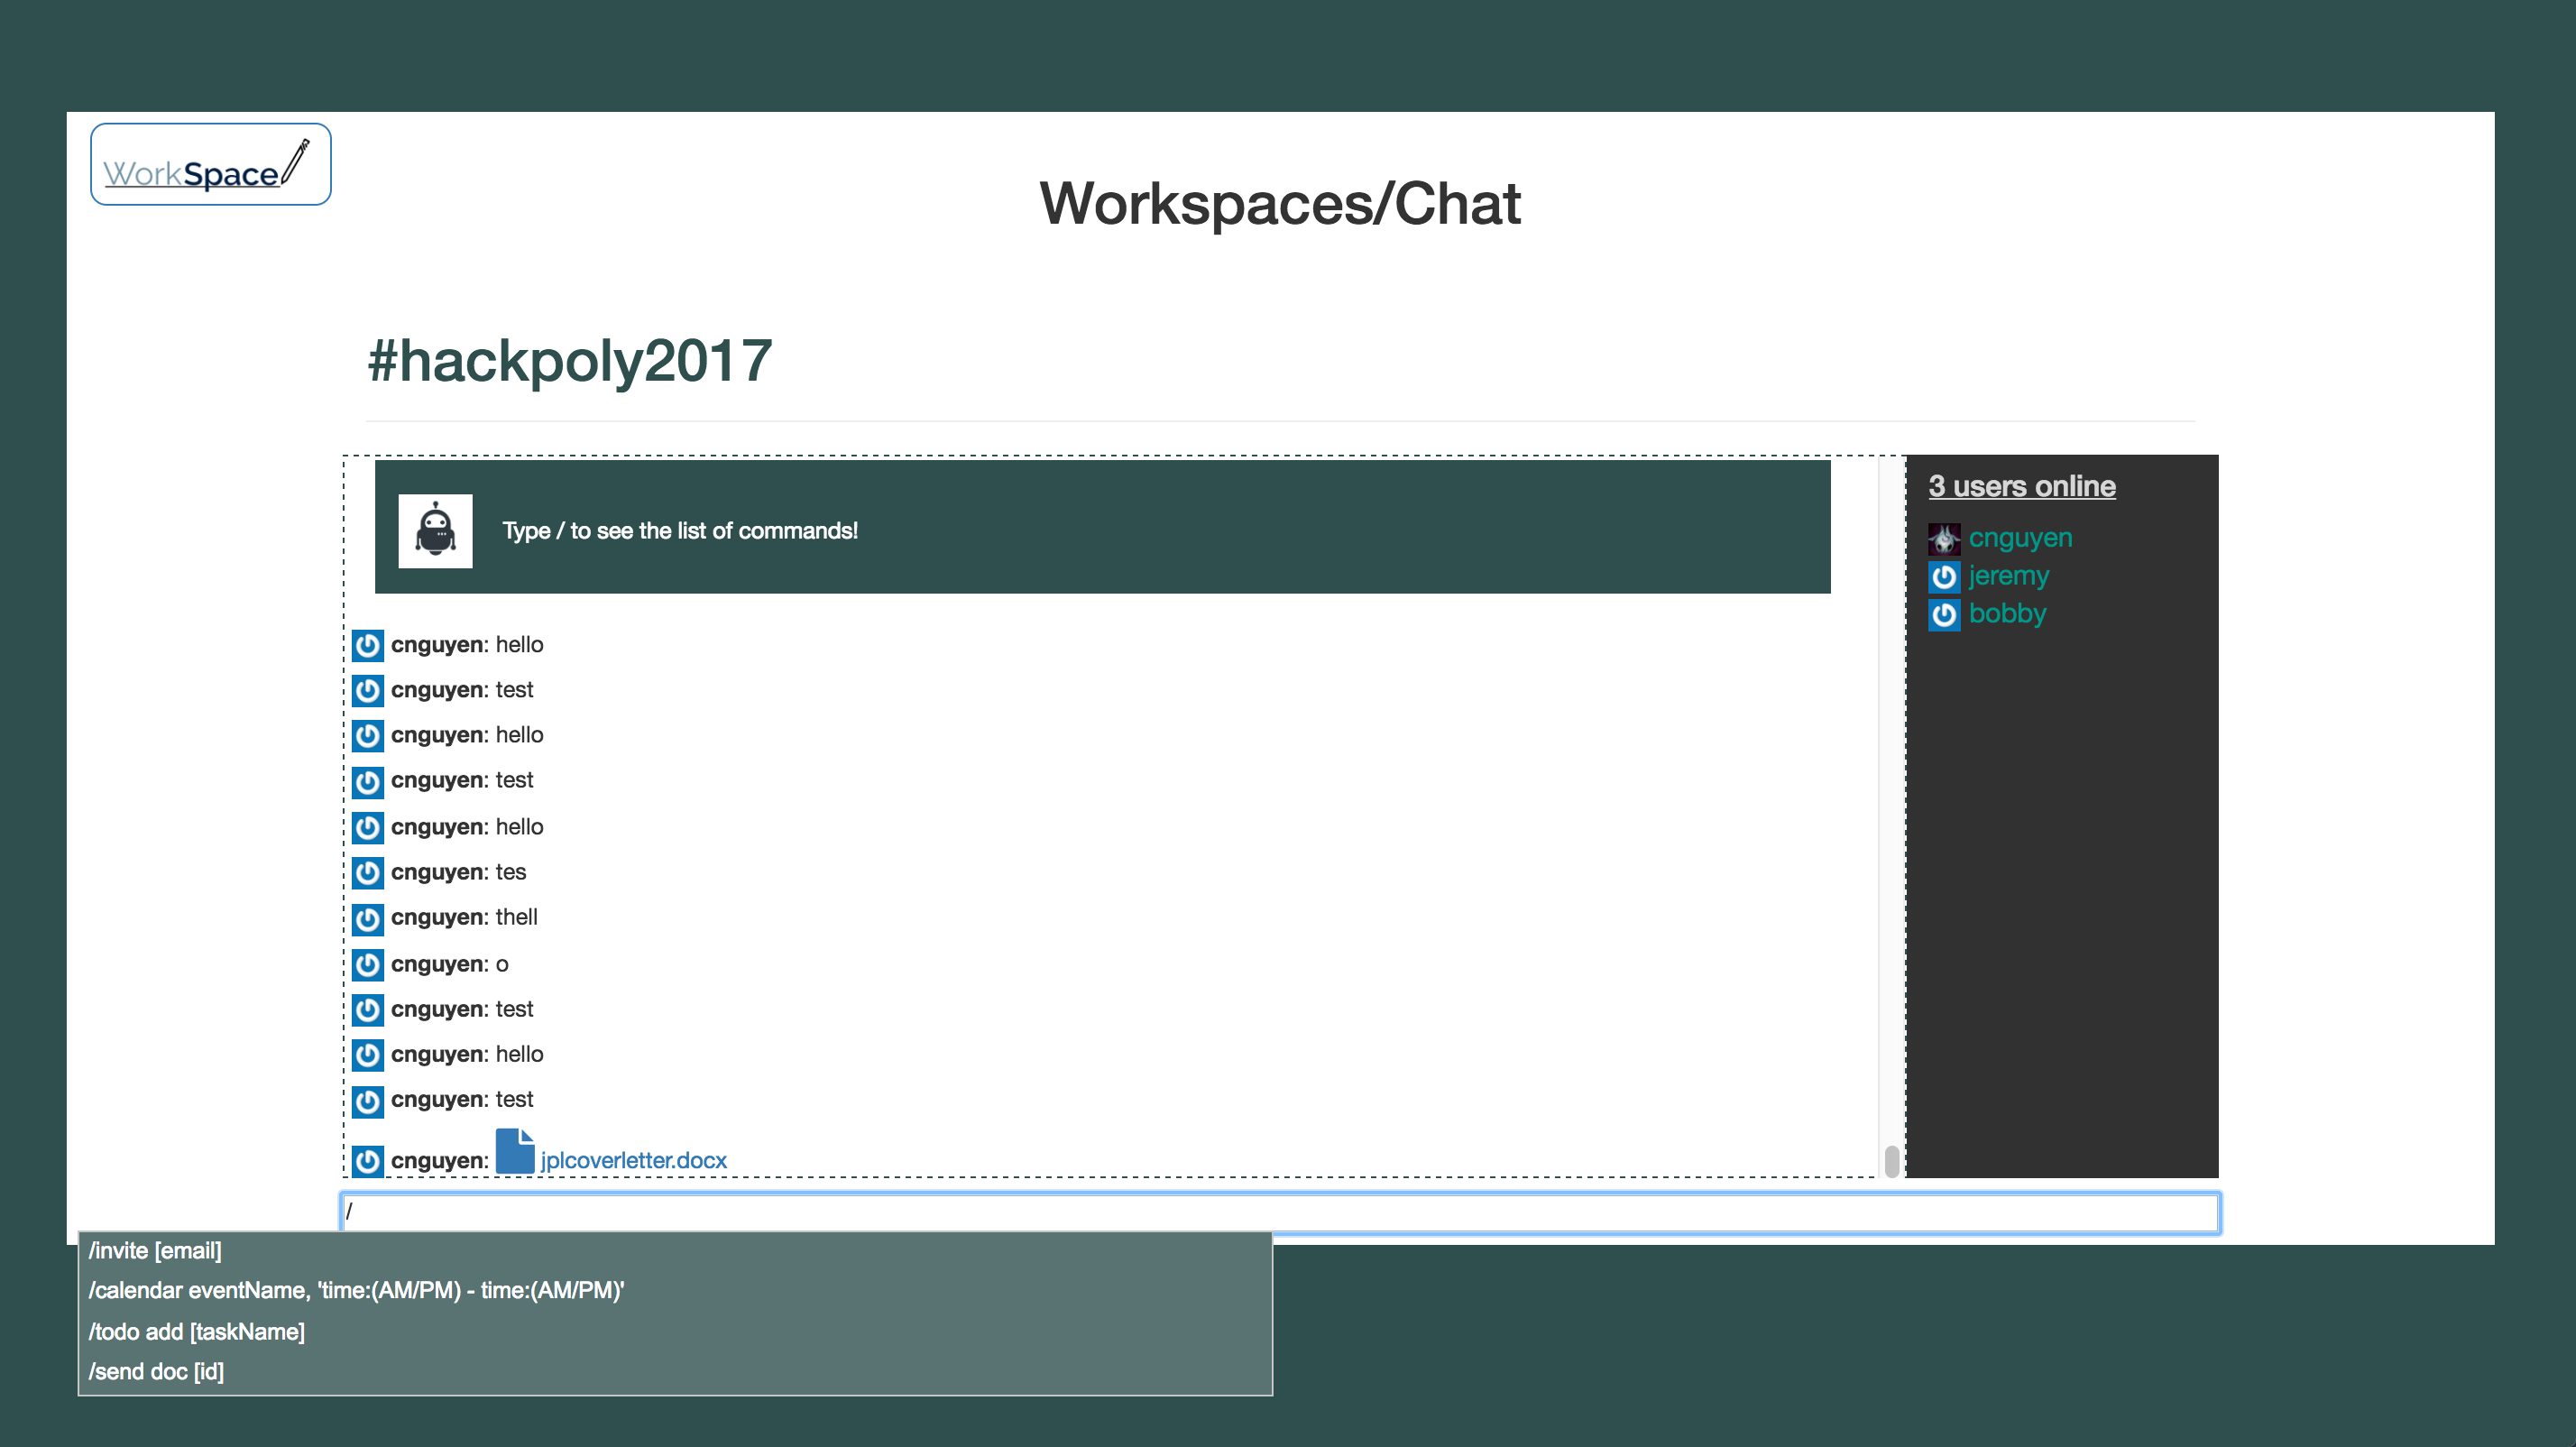 WorkSpace
Workspaces/Chat
#hackpoly2017
Type / to see the list of commands!
cnguyen: hello
cnguyen: test
cnguyen: hello
cnguyen: test
cnguyen: hello
cnguyen: tes
cnguyen: thell
cnguyen: o
cnguyen: test
cnguyen: hello
cnguyen: test
cnguyen: jplcoverletter.docx
3 users online
cnguyen
jeremy
bobby
/
/invite [email]
/calendar eventName, 'time:(AM/PM) - time:(AM/PM)'
/todo add [taskName]
/send doc [id]